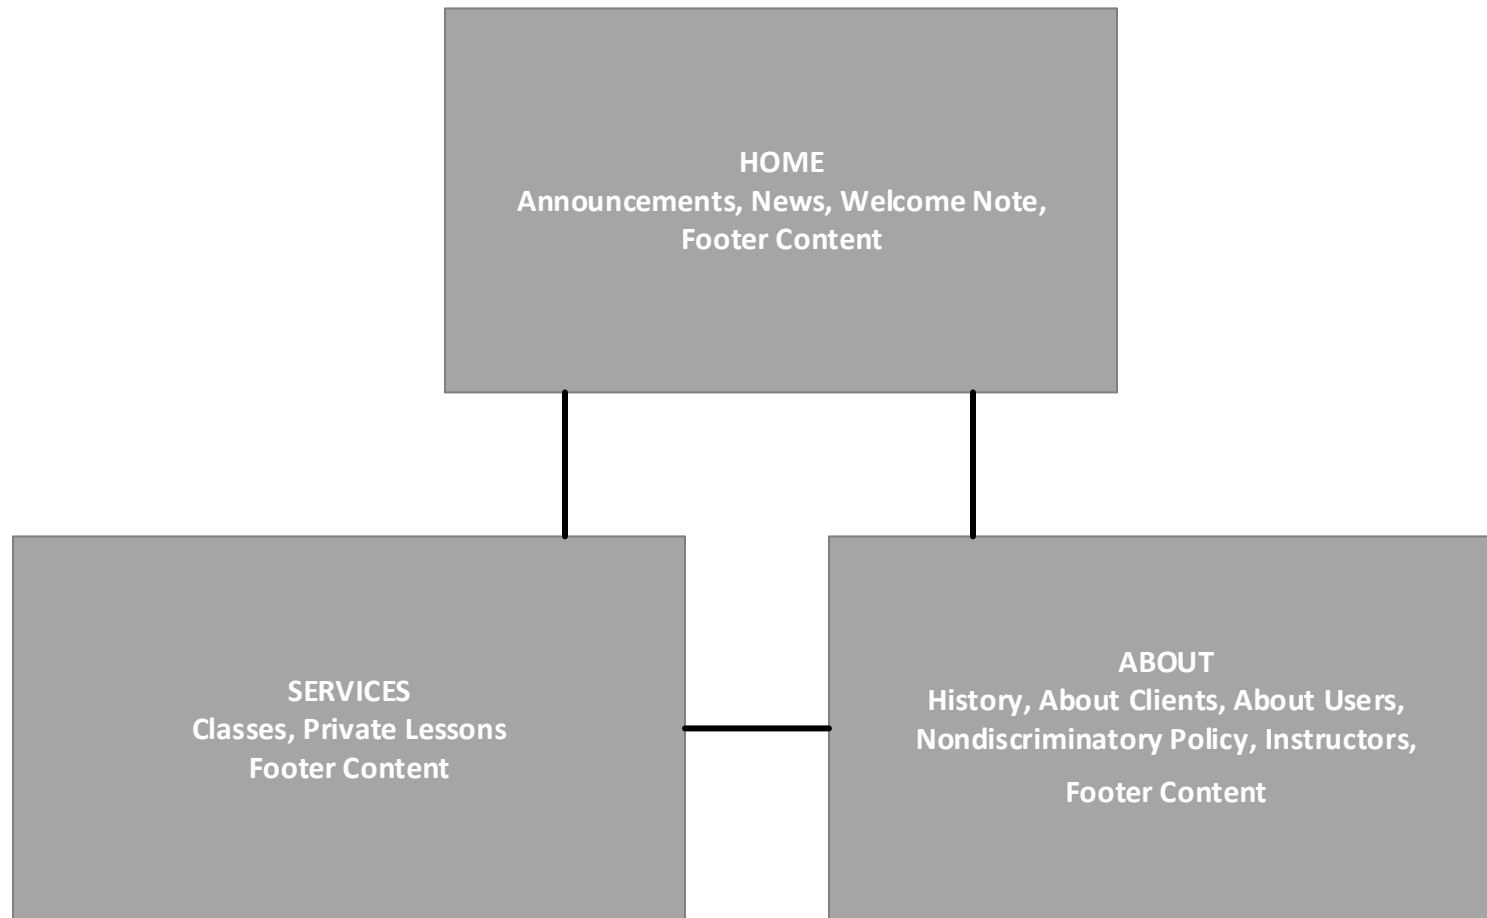 HOME
Announcements, News, Welcome Note,
Footer Content
SERVICES
Classes, Private Lessons
Footer Content
ABOUT
History, About Clients, About Users,
Nondiscriminatory Policy, Instructors,
Footer Content